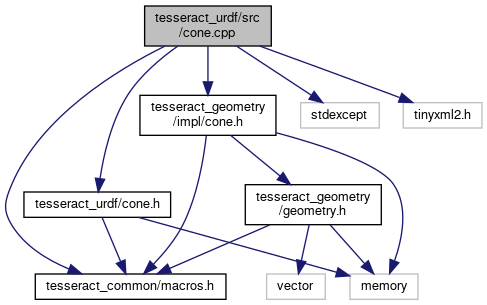 tesseract_urdf/src
/cone.cpp
tesseract_geometry
/impl/cone.h
stdexcept
tinyxml2.h
tesseract_urdf/cone.h
tesseract_geometry
/geometry.h
tesseract_common/macros.h
vector
memory